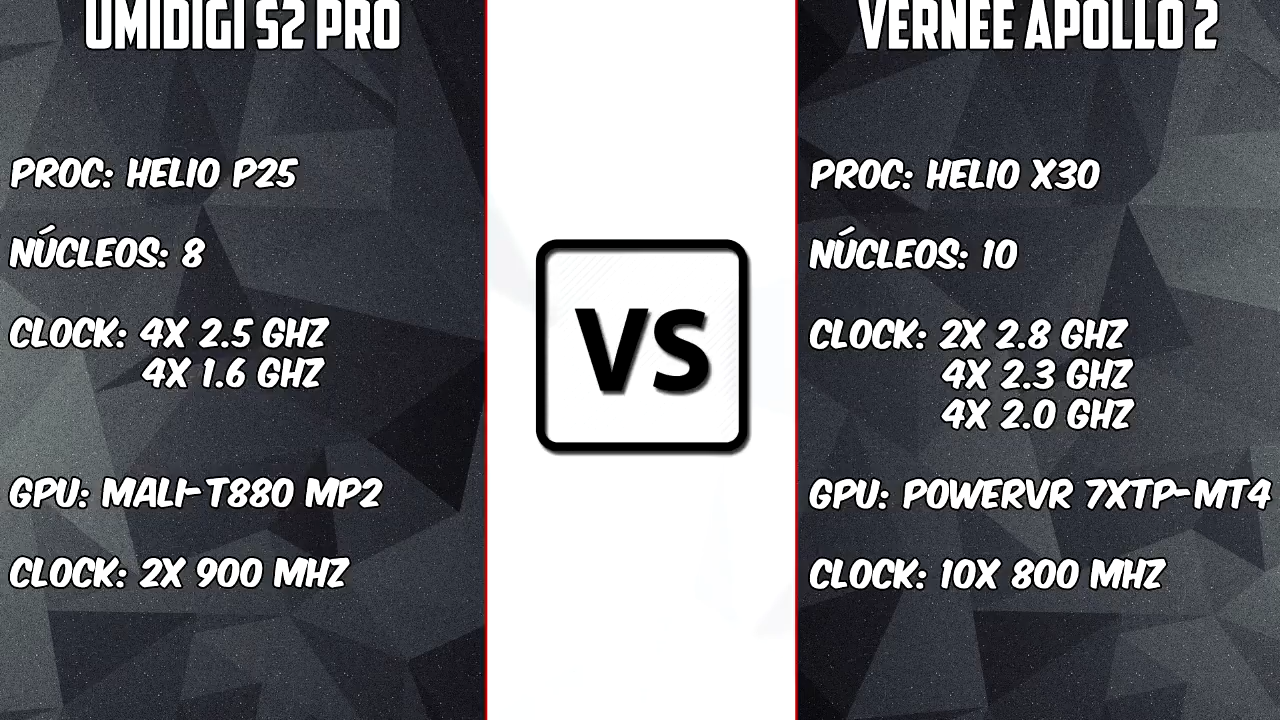 UMIDIGI S2 PRO
PROC: HELIO P25
NÚCLEOS: 8
CLOCK: 4X 2.5 GHZ
4X 1.6 GHZ
GPU: MALI-T880 MP2
CLOCK: 2X 900 MHZ
VS
VERNEE APOLLO 2
PROC: HELIO X30
NÚCLEOS: 10
CLOCK: 2X 2.8 GHZ
4X 2.3 GHZ
4X 2.0 GHZ
GPU: POWERVR 7XTP-MT4
CLOCK: 10X 800 MHZ